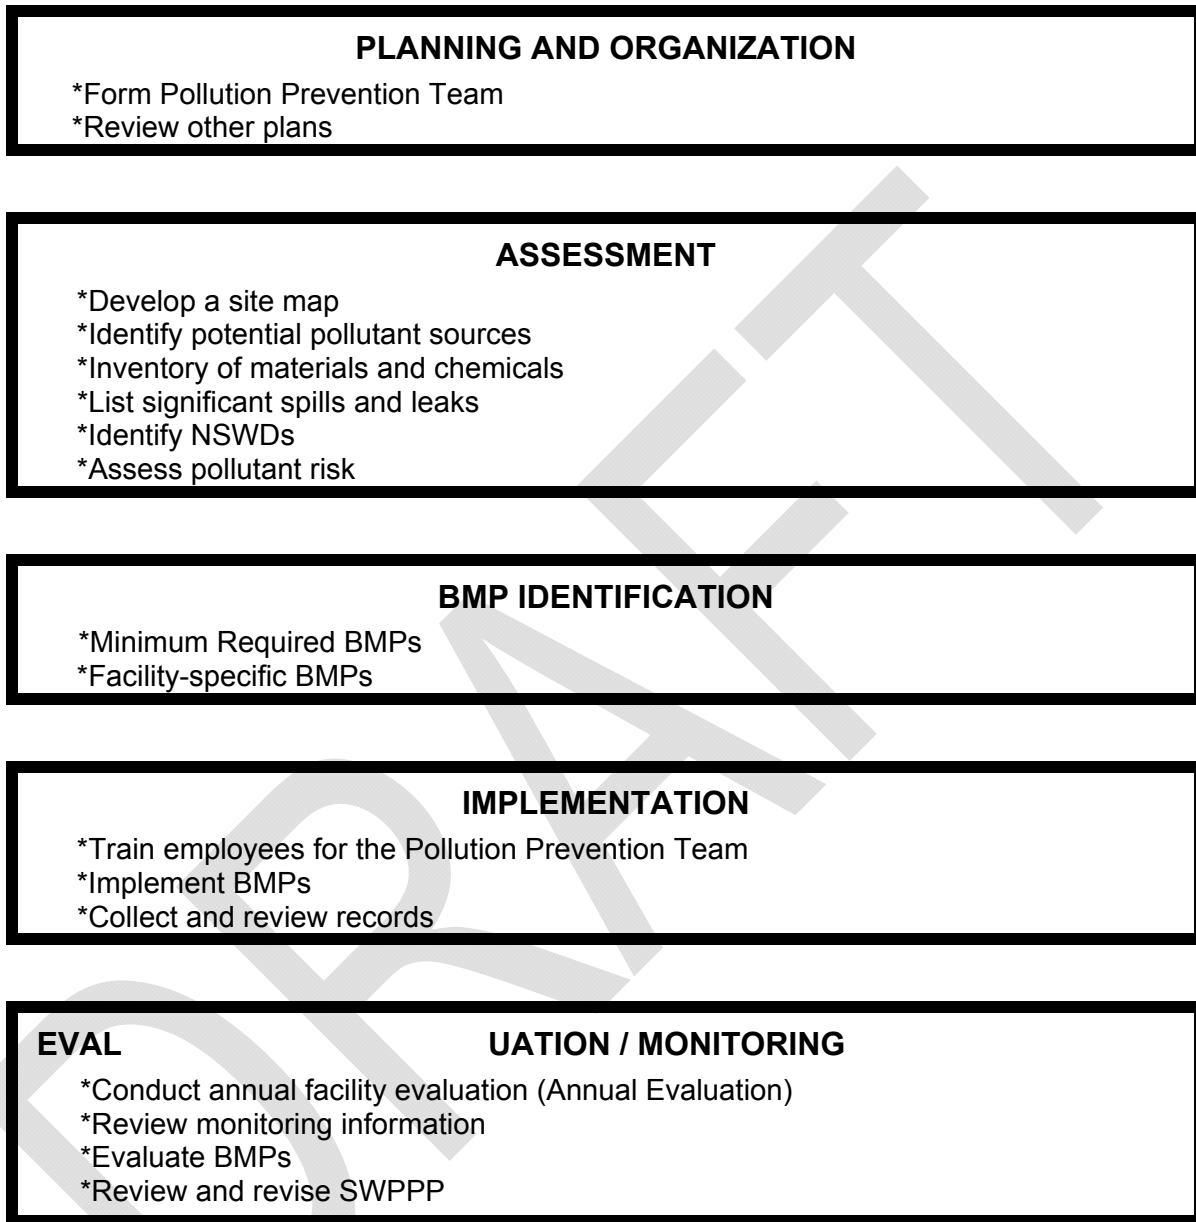 PLANNING AND ORGANIZATION
*Form Pollution Prevention Team
*Review other plans
ASSESSMENT
*Develop a site map
*Identify potential pollutant sources
*Inventory of materials and chemicals
*List significant spills and leaks
*Identify NSWDs
*Assess pollutant risk
BMP IDENTIFICATION
*Minimum Required BMPs
*Facility-specific BMPs
IMPLEMENTATION
*Train employees for the Pollution Prevention Team
*Implement BMPs
*Collect and review records
EVAL UATION / MONITORING
*Conduct annual facility evaluation (Annual Evaluation)
*Review monitoring information
*Evaluate BMPs
*Review and revise SWPPP
DRAFT